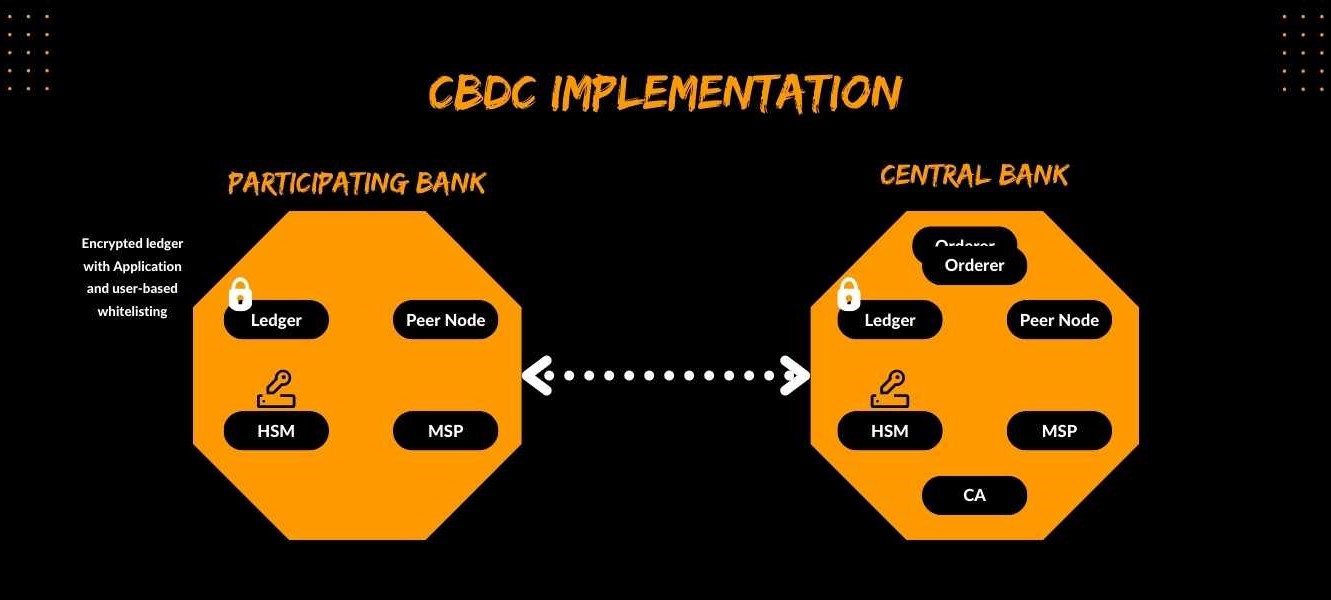 CBDC IMPLEMENTATION
PARTICIPATING BANK
CENTRAL BANK
Encrypted ledger
with Application
and user-based
whitelisting
Ledger
Peer Node
HSM
MSP
Orderer
Orderer
Ledger
Peer Node
HSM
MSP
CA